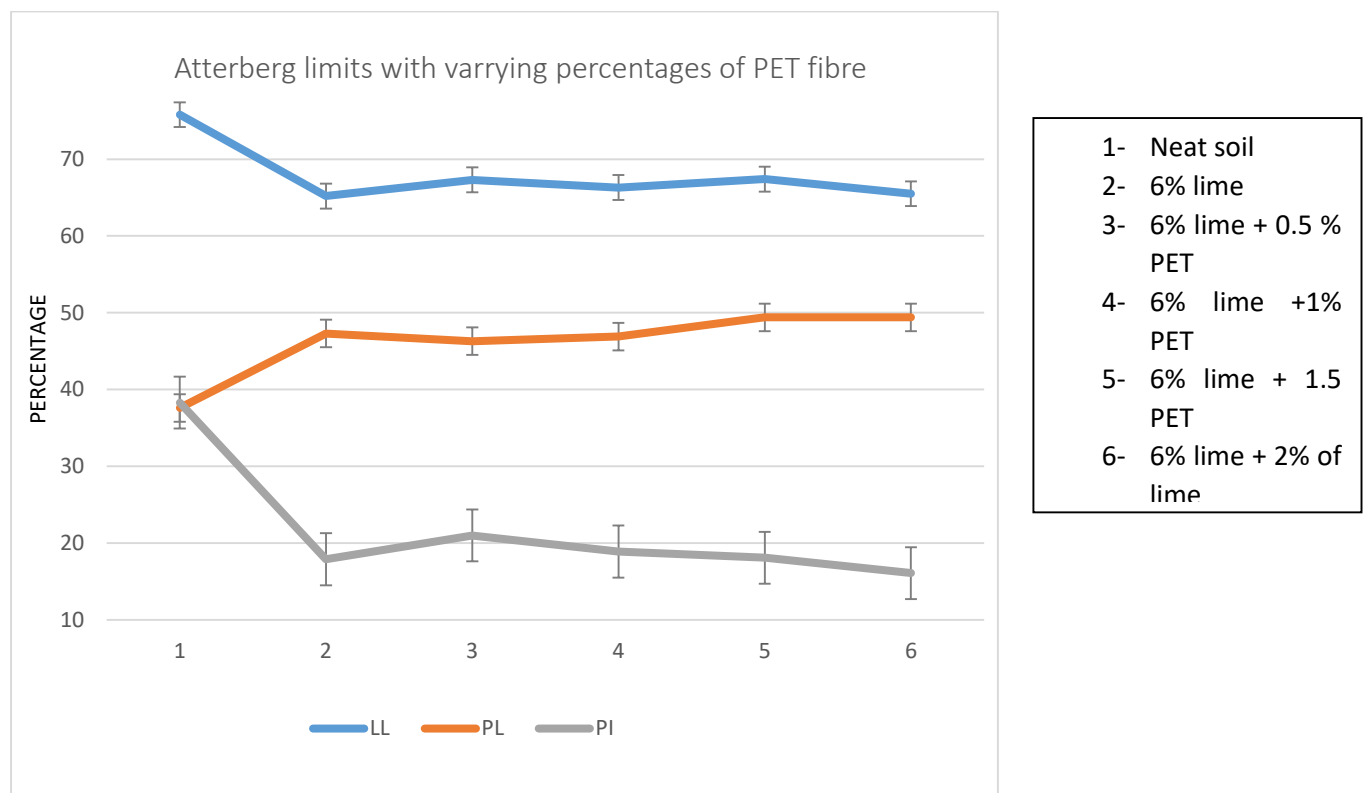 Atterberg limits with varrying percentages of PET fibre
70
60
50
40
30
20
10
PERCENTAGE
1 2 3 4 5 6
LL PL PI
1- Neat soil
2- 6% lime
3- 6% lime + 0.5 %
PET
4- 6% lime +1%
PET
5- 6% lime + 1.5
PET
6- 6% lime + 2% of
lime